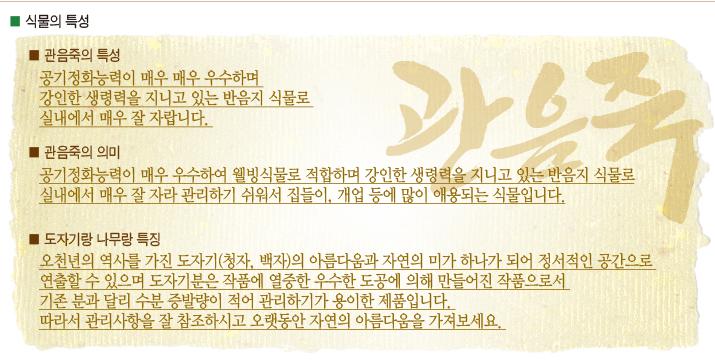 ■ 식물의 특성
■ 관음죽의 특성
공기정화능력이 매우 매우 우수하며
강인한 생령력을 지니고 있는 반음지 식물로
실내에서 매우 잘 자랍니다.
관음죽
■ 관음죽의 의미
공기정화능력이 매우 우수하여 웰빙식물로 적합하며 강인한 생령력을 지니고 있는 반음지 식물로
실내에서 매우 잘 자라 관리하기 쉬워서 집들이, 개업 등에 많이 애용되는 식물입니다.
■ 도자기랑 나무랑 특징
오천년의 역사를 가진 도자기(청자, 백자)의 아름다움과 자연의 미가 하나가 되어 정서적인 공간으로
연출할 수 있으며 도자기분은 작품에 열중한 우수한 도공에 의해 만들어진 작품으로서
기존 분과 달리 수분 증발량이 적어 관리하기가 용이한 제품입니다.
따라서 관리사항을 잘 참조하시고 오랫동안 자연의 아름다움을 가져보세요.